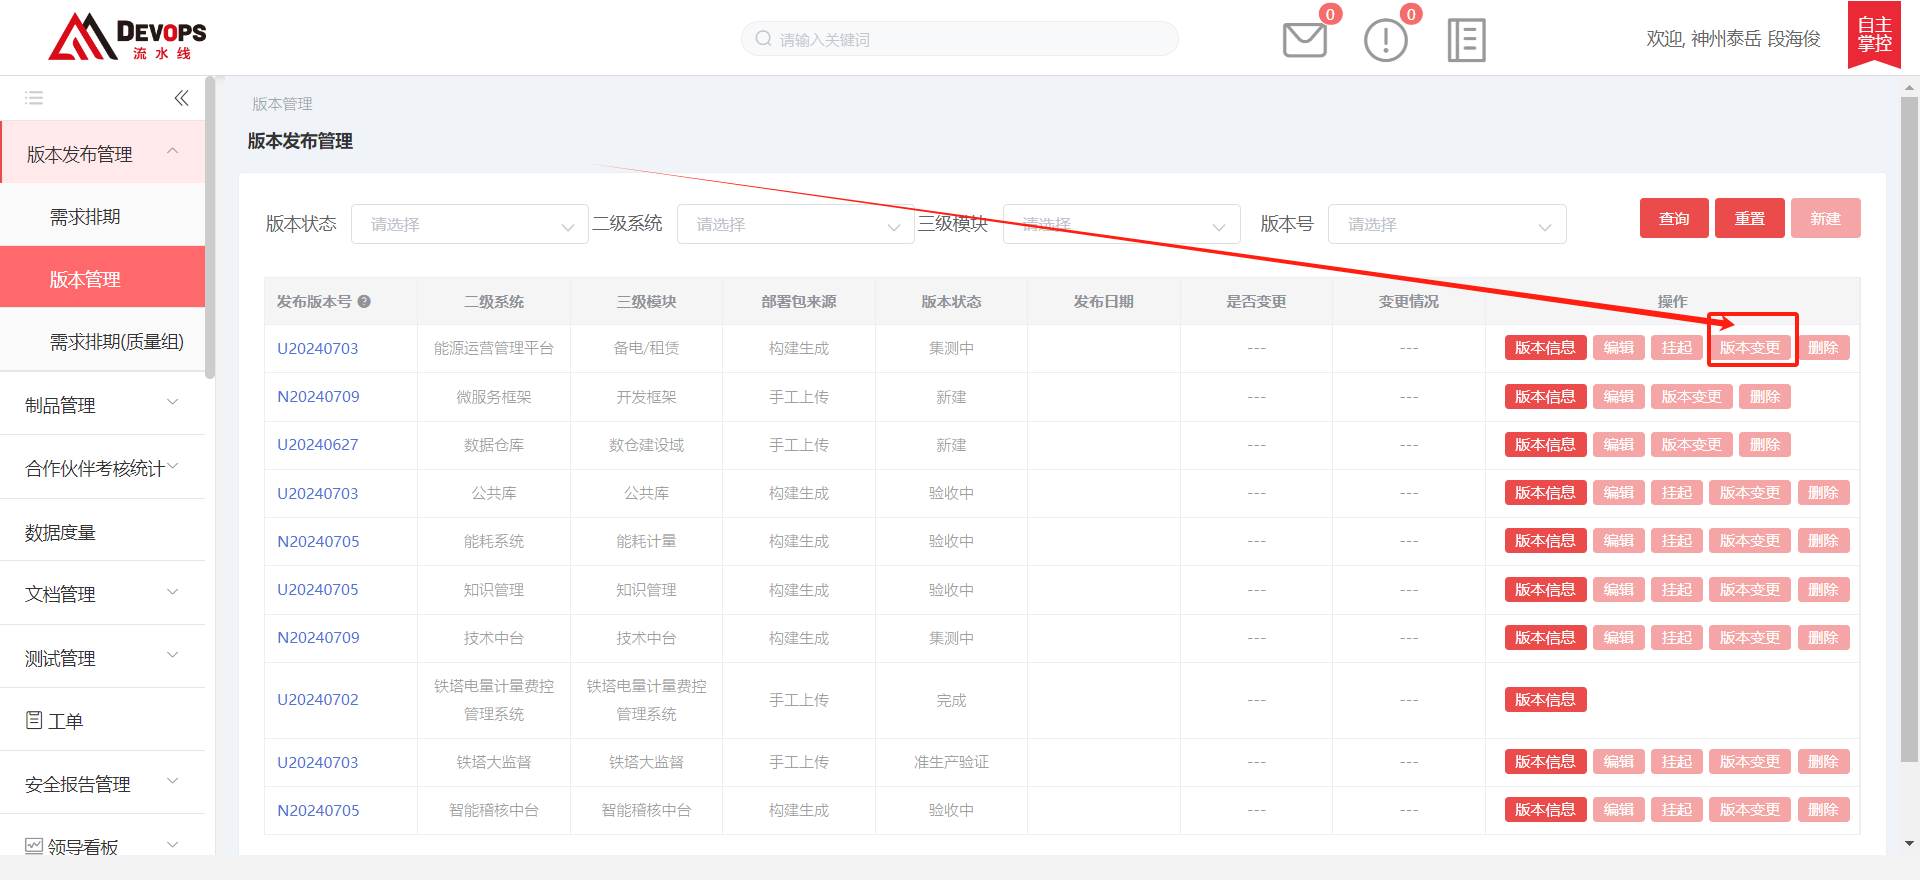 DEVOPS
流水线
请输入关键词
0
0
欢迎, 神州泰岳 段海俊
自主
掌控
版本发布管理
需求排期
版本管理
需求排期(质量组)
制品管理
合作伙伴考核统计
数据度量
文档管理
测试管理
工单
安全报告管理
领导看板
版本管理
版本发布管理
版本状态 请选择 二级系统 请选择 三级模块 请选择 版本号 请选择 查询 重置 新建
发布版本号 二级系统 三级模块 部署包来源 版本状态 发布日期 是否变更 变更情况 操作
U20240703 能源运营管理平台 备电/租赁 构建生成 集测中 --- --- 版本信息 编辑 挂起 版本变更 删除
N20240709 微服务框架 开发框架 手工上传 新建 --- --- 版本信息 编辑 版本变更 删除
U20240627 数据仓库 数仓建设域 手工上传 新建 --- --- 版本信息 编辑 版本变更 删除
U20240703 公共库 公共库 构建生成 验收中 --- --- 版本信息 编辑 挂起 版本变更 删除
N20240705 能耗系统 能耗计量 构建生成 验收中 --- --- 版本信息 编辑 挂起 版本变更 删除
U20240705 知识管理 知识管理 构建生成 验收中 --- --- 版本信息 编辑 挂起 版本变更 删除
N20240709 技术中台 技术中台 构建生成 集测中 --- --- 版本信息 编辑 挂起 版本变更 删除
U20240702 铁塔电量计量费控管理系统 铁塔电量计量费控管理系统 手工上传 完成 --- --- 版本信息
U20240703 铁塔大监督 铁塔大监督 手工上传 准生产验证 --- --- 版本信息 编辑 挂起 版本变更 删除
N20240705 智能稽核中台 智能稽核中台 构建生成 验收中 --- --- 版本信息 编辑 挂起 版本变更 删除